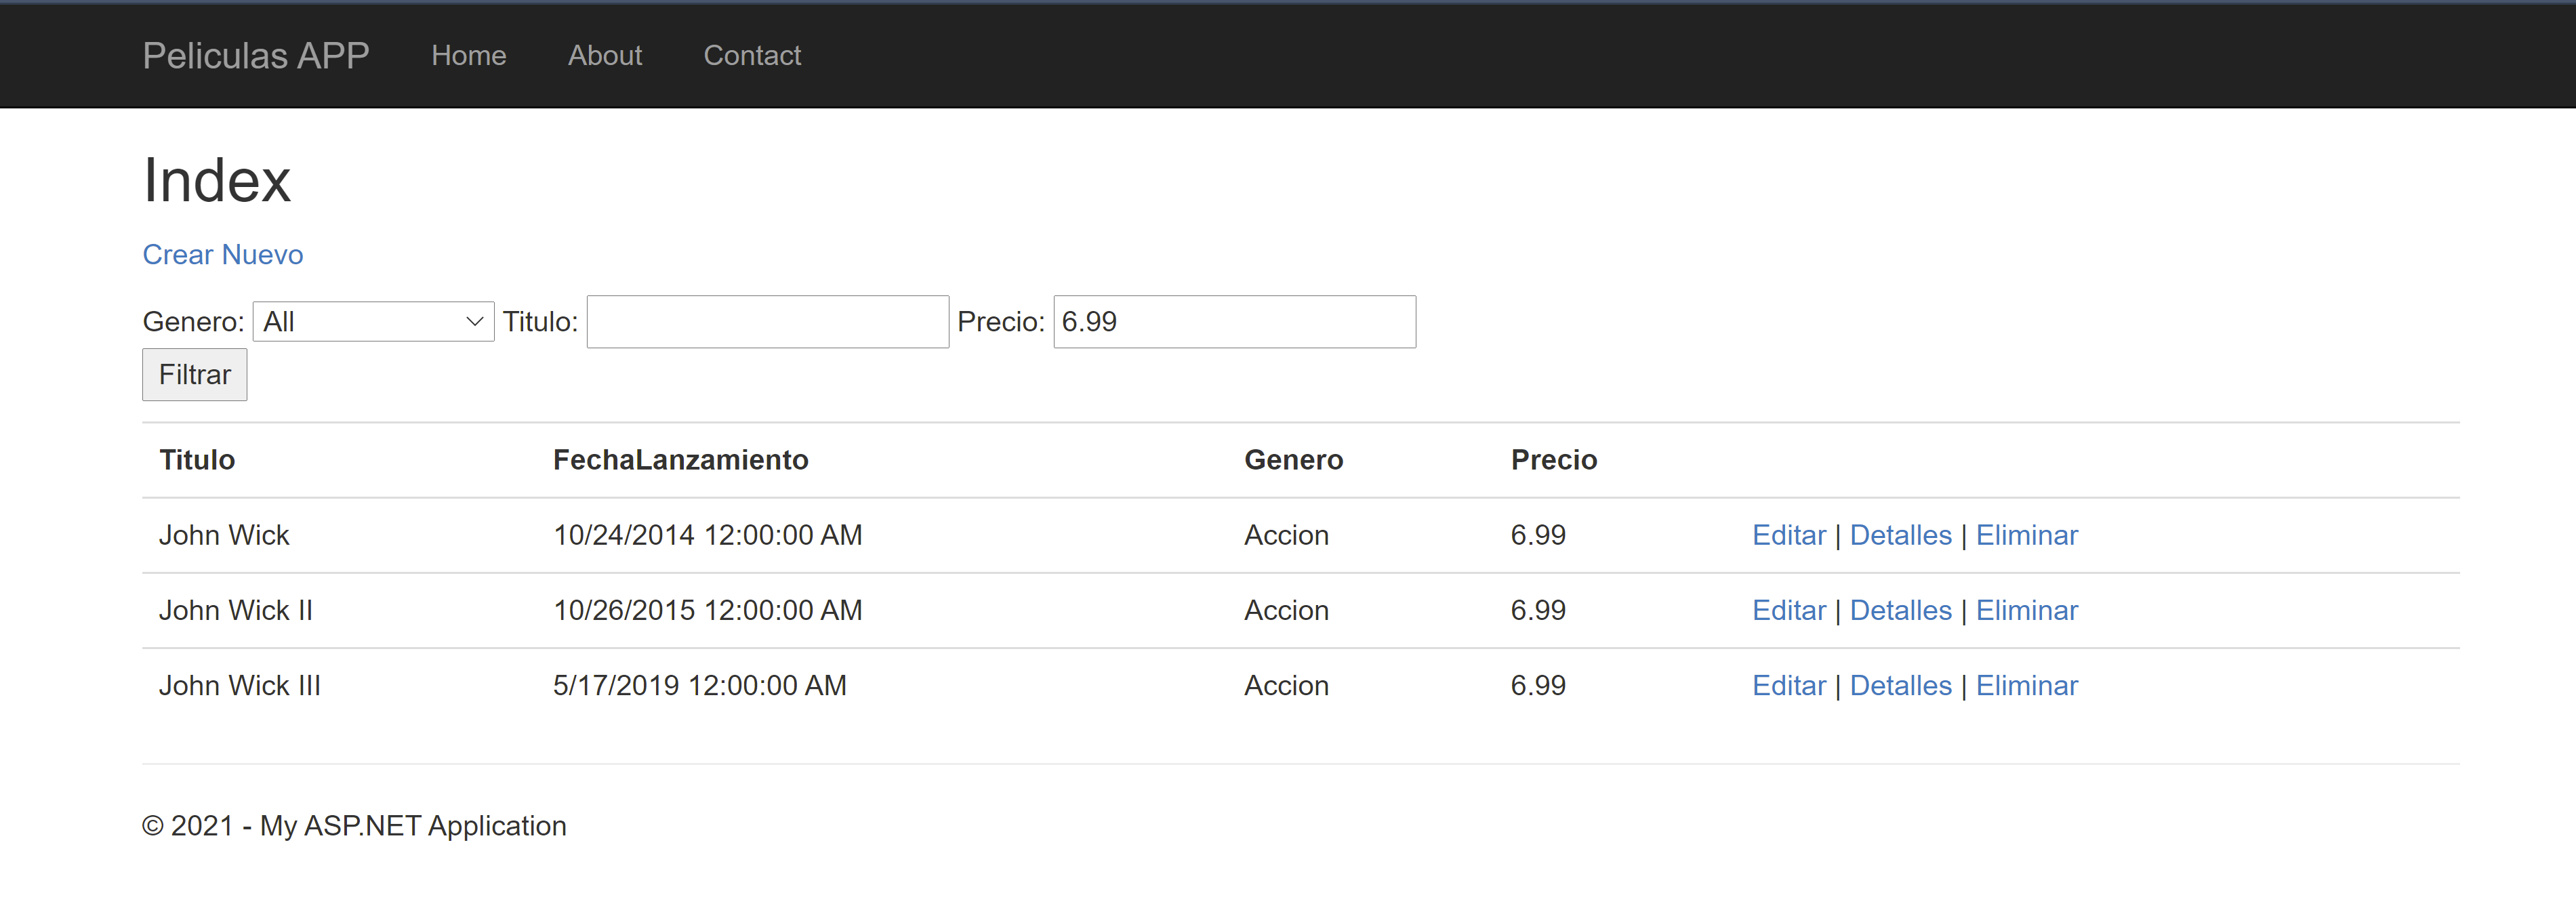 Peliculas APP Home About Contact
Index
Crear Nuevo
Genero: All Titulo: Precio: 6.99
Filtrar
Titulo FechaLanzamiento Genero Precio
John Wick 10/24/2014 12:00:00 AM Accion 6.99 Editar | Detalles | Eliminar
John Wick II 10/26/2015 12:00:00 AM Accion 6.99 Editar | Detalles | Eliminar
John Wick III 5/17/2019 12:00:00 AM Accion 6.99 Editar | Detalles | Eliminar
© 2021 - My ASP.NET Application